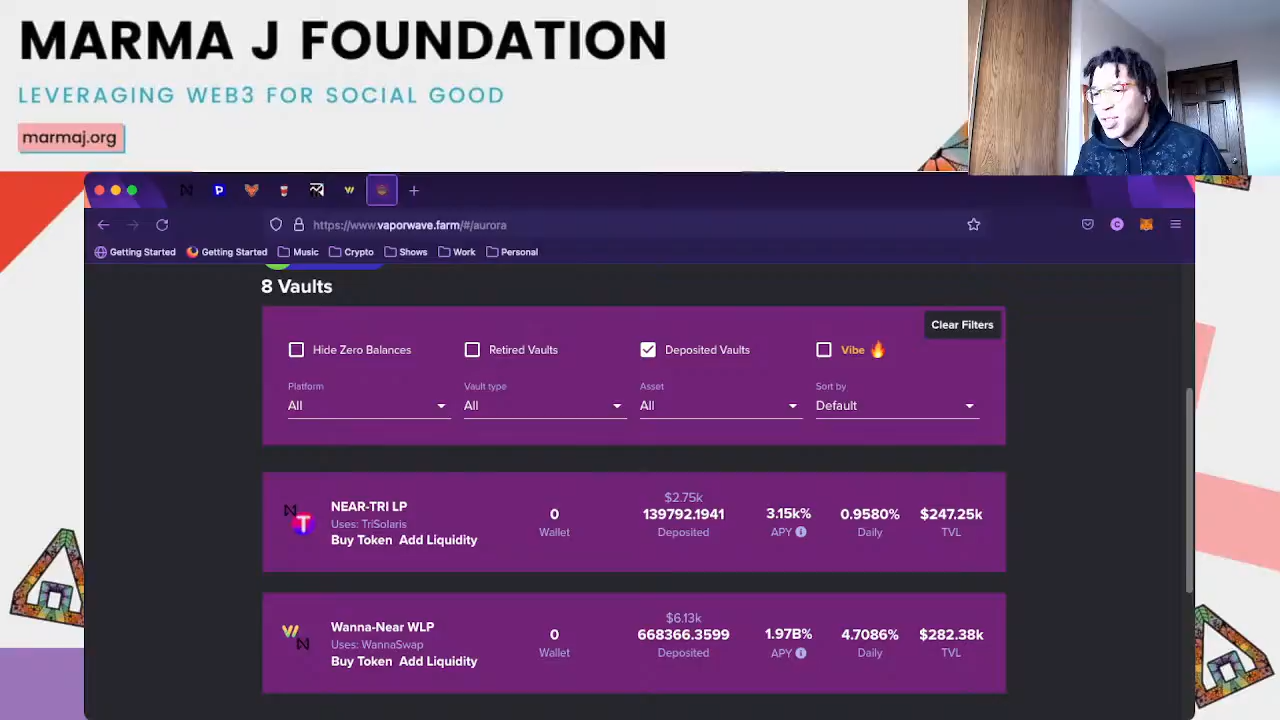 MARMA J FOUNDATION
LEVERAGING WEB3 FOR SOCIAL GOOD
marmaj.org
https://www.vaporwave.farm/#/aurora
Getting Started Getting Started Music Crypto Shows Work Personal
8 Vaults
Clear Filters
Hide Zero Balances Retired Vaults Deposited Vaults Vibe 🔥
Platform Vault type Asset Sort by
All All All Default
NEAR-TRI LP
Uses: TriSolaris
Buy Token Add Liquidity
0
Wallet
$2.75k
139792.1941
Deposited
3.15k%
APY
0.9580%
Daily
$247.25k
TVL
Wanna-Near WLP
Uses: WannaSwap
Buy Token Add Liquidity
0
Wallet
$6.13k
668366.3599
Deposited
1.97B%
APY
4.7086%
Daily
$282.38k
TVL